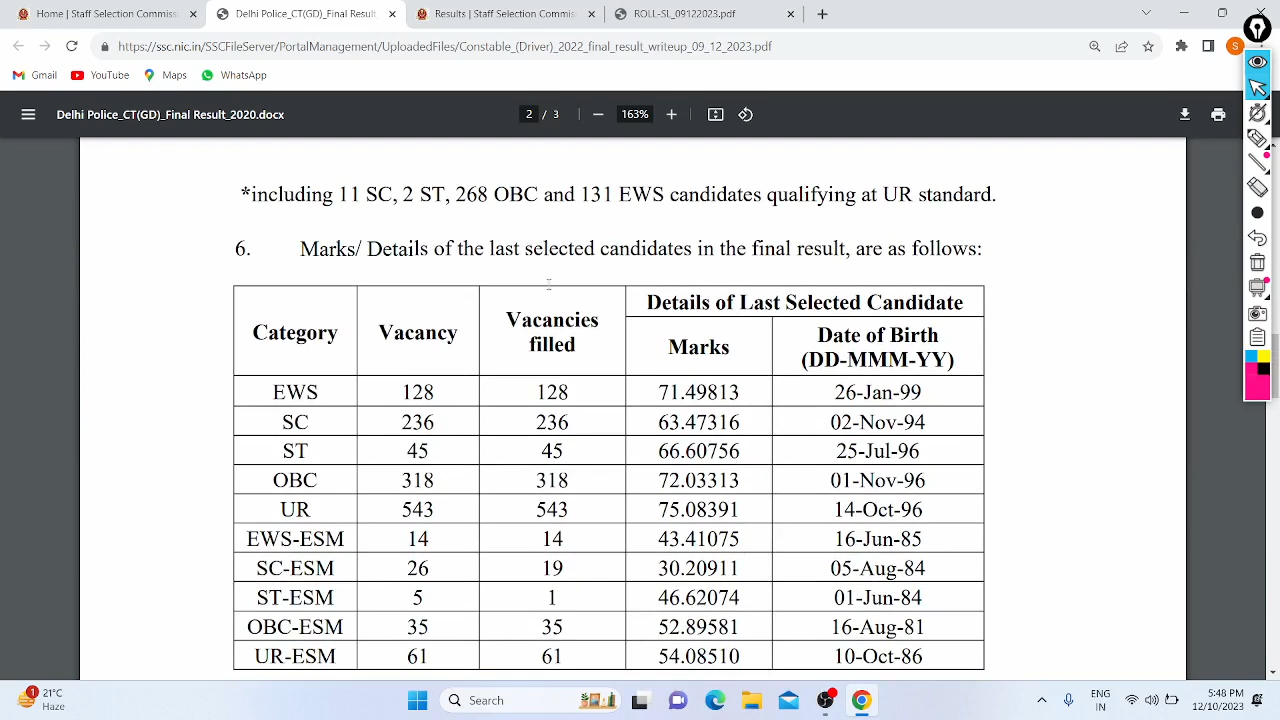 Home | Staff Selection Commissi
Delhi Police_CT(GD)_Final Result_
Results | Staff Selection Commis
ROLL-SL_09122023.pdf
https://ssc.nic.in/SSCFileServer/PortalManagement/UploadedFiles/Constable(Driver)_2022_final_result_writeup_09_12_2023.pdf
S
Gmail YouTube Maps WhatsApp
Delhi Police_CT(GD)_Final Result_2020.docx 2 / 3 163%
*including 11 SC, 2 ST, 268 OBC and 131 EWS candidates qualifying at UR standard.
6. Marks/ Details of the last selected candidates in the final result, are as follows:
Category Vacancy Vacancies filled Details of Last Selected Candidate
Marks Date of Birth (DD-MMM-YY)
EWS 128 128 71.49813 26-Jan-99
SC 236 236 63.47316 02-Nov-94
ST 45 45 66.60756 25-Jul-96
OBC 318 318 72.03313 01-Nov-96
UR 543 543 75.08391 14-Oct-96
EWS-ESM 14 14 43.41075 16-Jun-85
SC-ESM 26 19 30.20911 05-Aug-84
ST-ESM 5 1 46.62074 01-Jun-84
OBC-ESM 35 35 52.89581 16-Aug-81
UR-ESM 61 61 54.08510 10-Oct-86
1
21°C
Haze
Search
ENG
IN
5:48 PM
12/10/2023